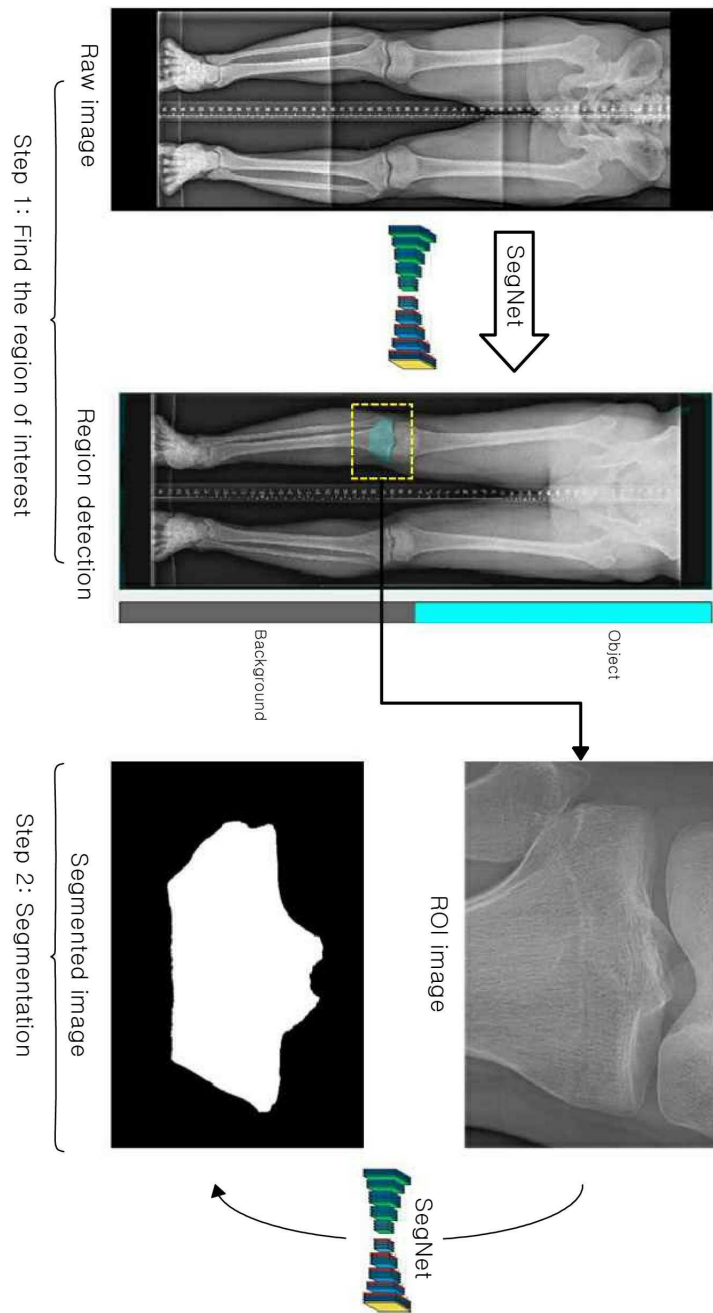 Raw image
SegNet
Region detection
Object
Background
Step 1: Find the region of interest
ROI image
SegNet
Segmented image
Step 2: Segmentation